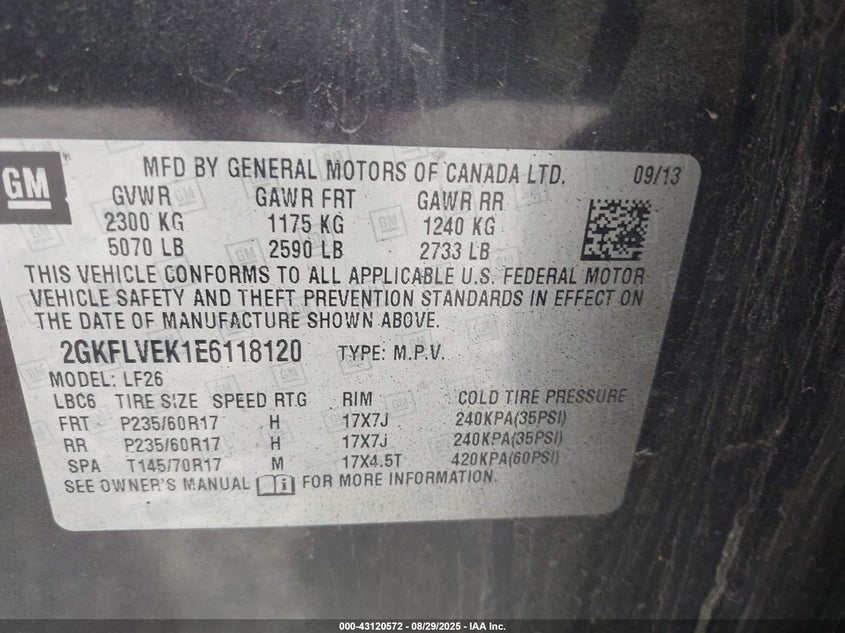 GM
MFD BY GENERAL MOTORS OF CANADA LTD. 09/13
GVWR GAWR FRT GAWR RR
2300 KG 1175 KG 1240 KG
5070 LB 2590 LB 2733 LB
THIS VEHICLE CONFORMS TO ALL APPLICABLE U.S. FEDERAL MOTOR
VEHICLE SAFETY AND THEFT PREVENTION STANDARDS IN EFFECT ON
THE DATE OF MANUFACTURE SHOWN ABOVE.
2GKFLVEK1E6118120 TYPE: M.P.V.
MODEL: LF26
LBC6 TIRE SIZE SPEED RTG RIM COLD TIRE PRESSURE
FRT P235/60R17 H 17X7J 240KPA(35PSI)
RR P235/60R17 H 17X7J 240KPA(35PSI)
SPA T145/70R17 M 17X4.5T 420KPA(60PSI)
SEE OWNER'S MANUAL FOR MORE INFORMATION.
000-43120572 - 08/29/2025 - IAA Inc.